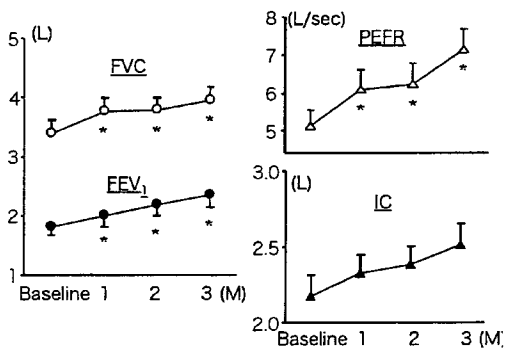 (L)
5
FVC
4
* * *
3
FEV1
2
* * *
1
Baseline 1 2 3 (M)
8 (L/sec)
PEFR
7
6
* * *
5
3.0
(L)
IC
2.5
2.0
Baseline 1 2 3 (M)